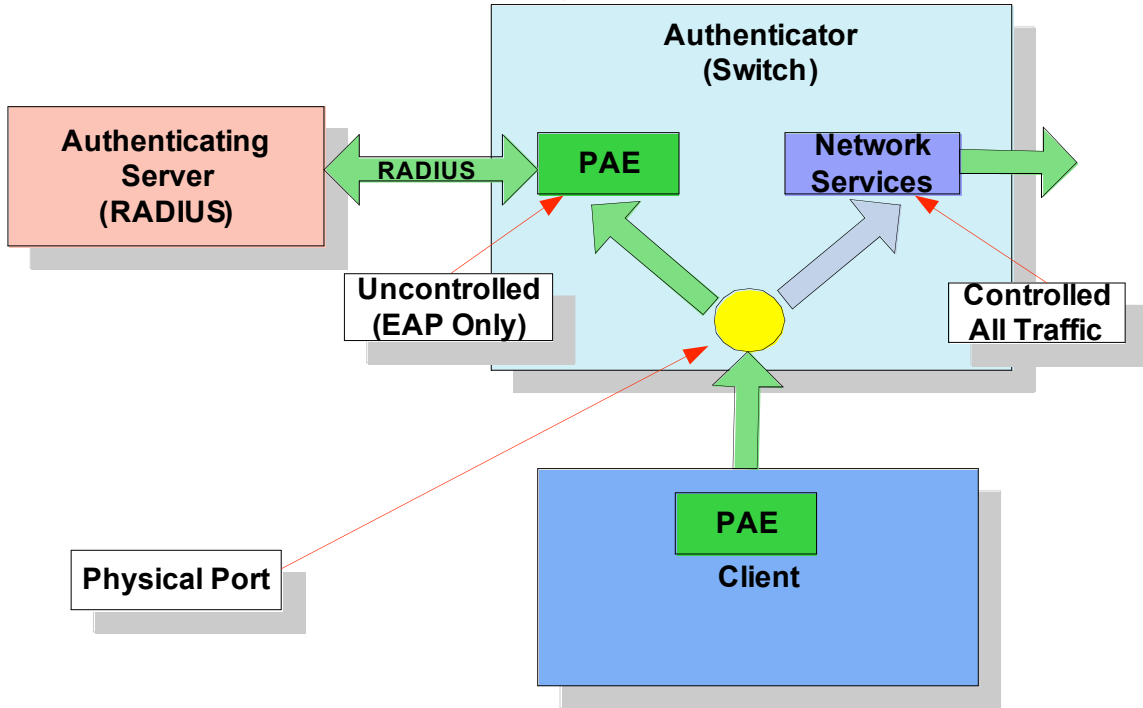 Authenticator
(Switch)
Authenticating
Server
(RADIUS)
RADIUS
PAE
Network
Services
Uncontrolled
(EAP Only)
Controlled
All Traffic
Physical Port
PAE
Client